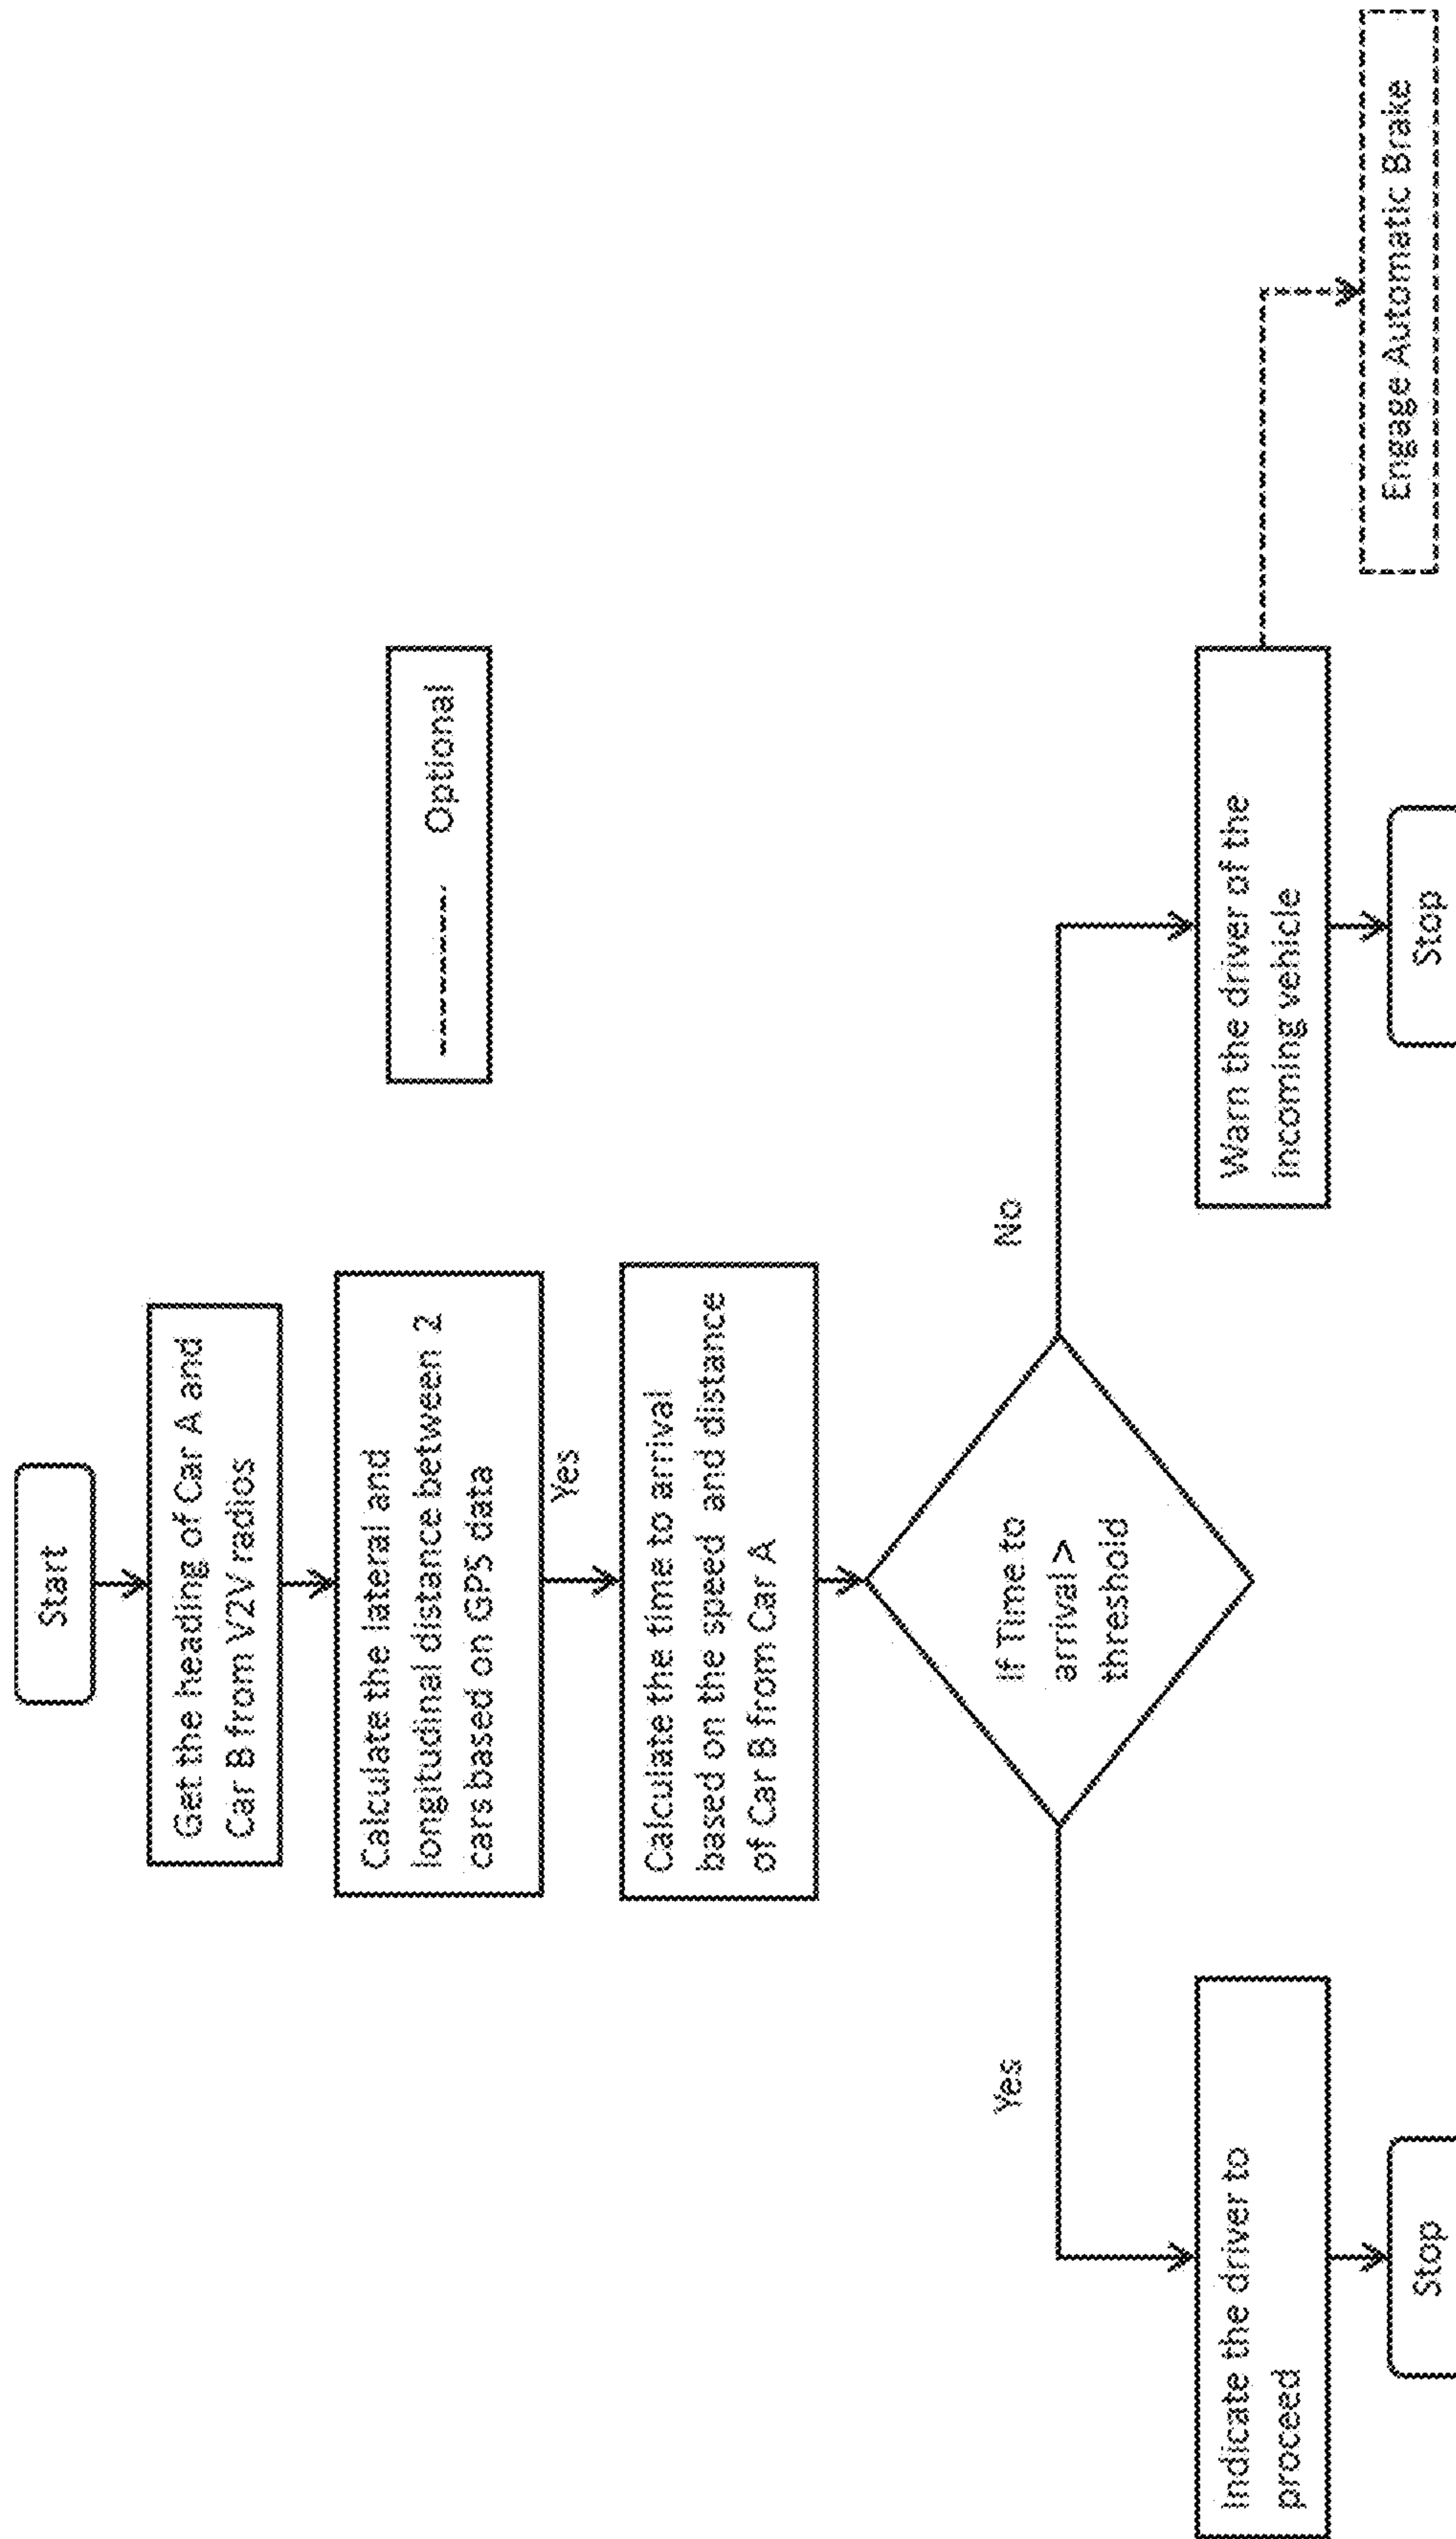 Start
Get the heading of Car A and
Car B from V2V radios
Calculate the lateral and
longitudinal distance between 2
cars based on GPS data
Optional
Yes
Calculate the time to arrival
based on the speed and distance
of Car B from Car A
If Time to
arrival >
threshold
Yes
No
Indicate the driver to
proceed
Warn the driver of the
incoming vehicle
Stop
Stop
Engage Automatic Brake